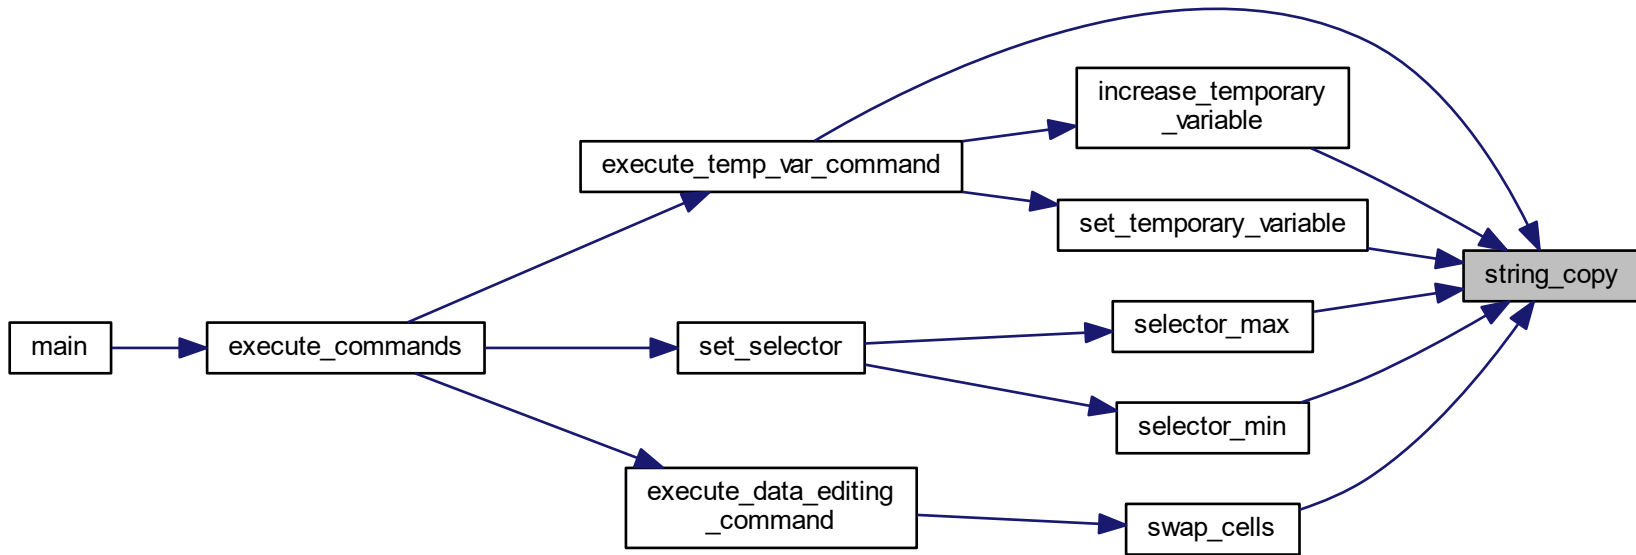 increase_temporary
_variable
execute_temp_var_command
set_temporary_variable
string_copy
selector_max
main
execute_commands
set_selector
selector_min
execute_data_editing
_command
swap_cells